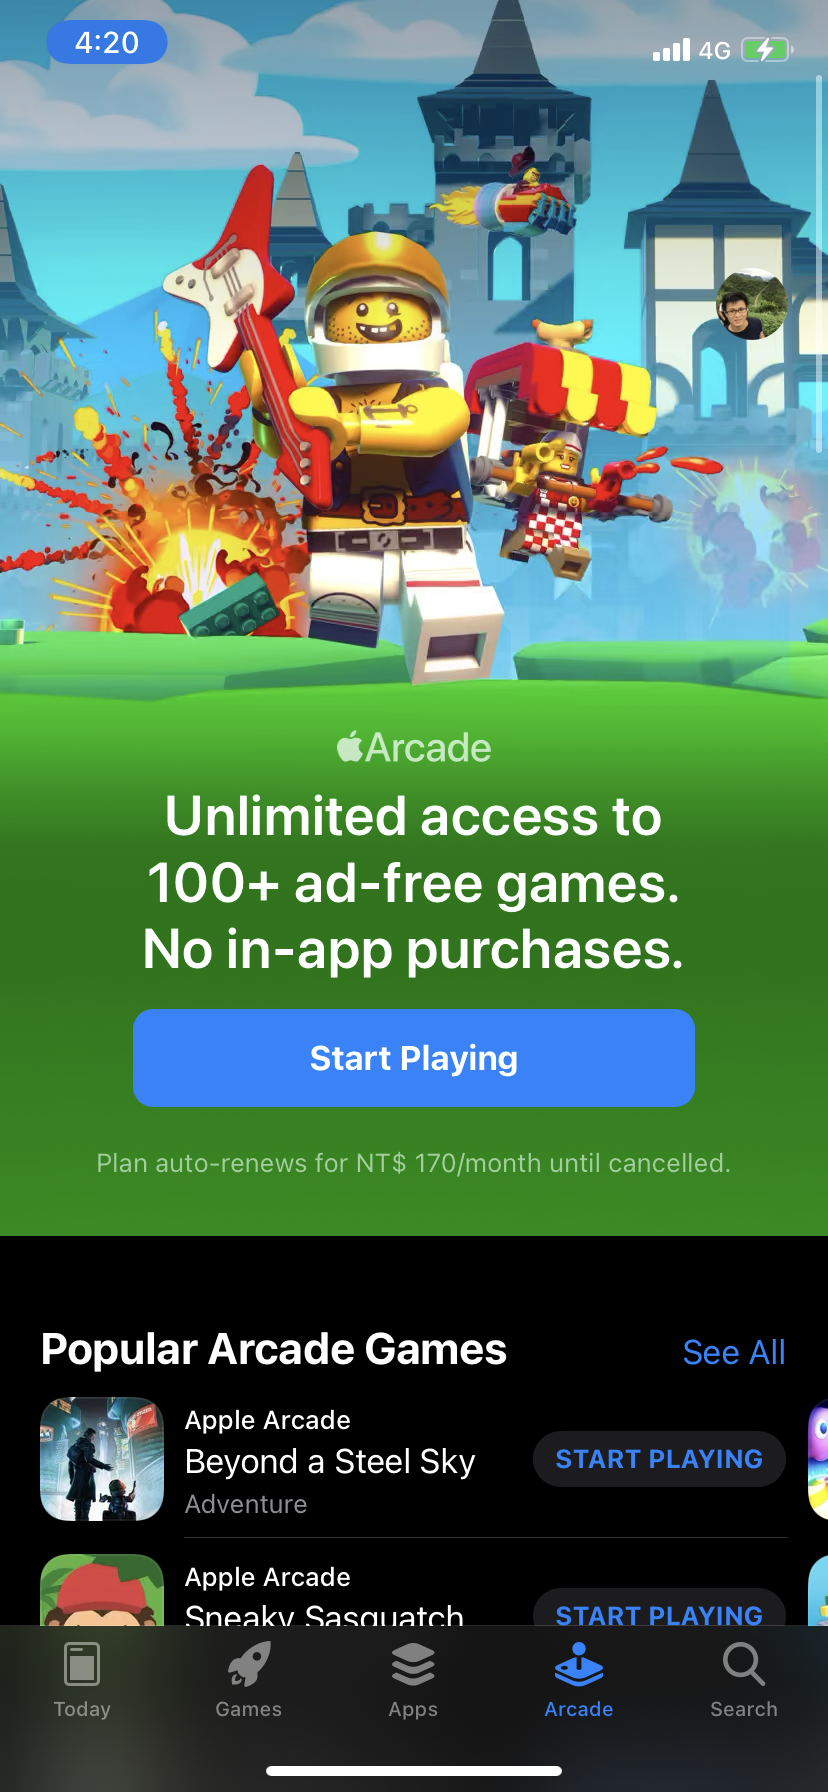 4:20
4G
Arcade
Unlimited access to
100+ ad-free games.
No in-app purchases.
Start Playing
Plan auto-renews for NT$ 170/month until cancelled.
Popular Arcade Games
See All
Apple Arcade
Beyond a Steel Sky
START PLAYING
Adventure
Apple Arcade
Sneaky Sasquatch
START PLAYING
Today
Games
Apps
Arcade
Search